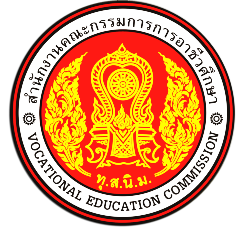 สำนักงานคณะกรรมการการอาชีวศึกษา
ทุ.ส.นิ.ม.
VOCATIONAL EDUCATION COMMISSION